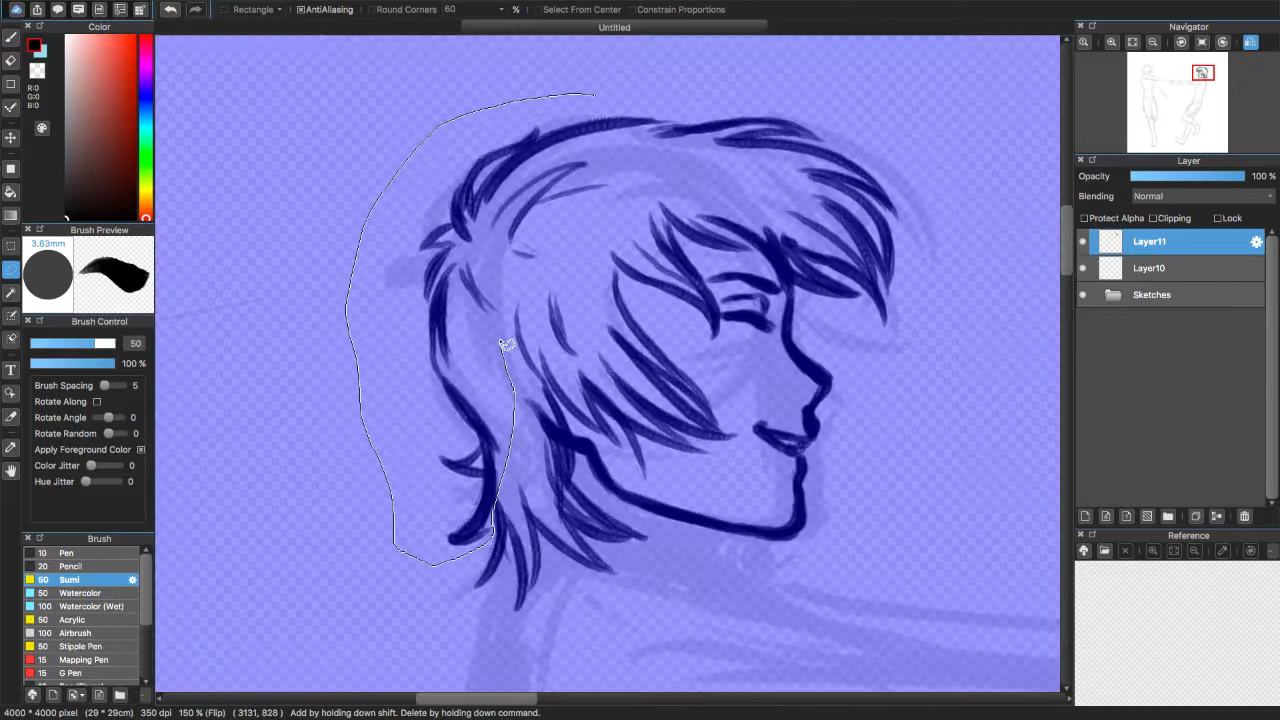 Rectangle AntiAliasing Round Corners 60 % Select From Center Constrain Proportions
Untitled
Color
R:0
G:0
B:0
Brush Preview
3.63mm
Brush Control
50
100 %
Brush Spacing 5
Rotate Along
Rotate Angle 0
Rotate Random 0
Apply Foreground Color
Color Jitter 0
Hue Jitter 0
Brush
10 Pen
20 Pencil
50 Sumi
50 Watercolor
100 Watercolor (Wet)
50 Acrylic
100 Airbrush
50 Stipple Pen
15 Mapping Pen
15 G Pen
Navigator
Layer
Opacity 100 %
Blending Normal
Protect Alpha Clipping Lock
Layer11
Layer10
Sketches
Reference
4000 * 4000 pixel (29 * 29cm) 350 dpi 150 % (Flip) ( 3131, 828 ) Add by holding down shift. Delete by holding down command.